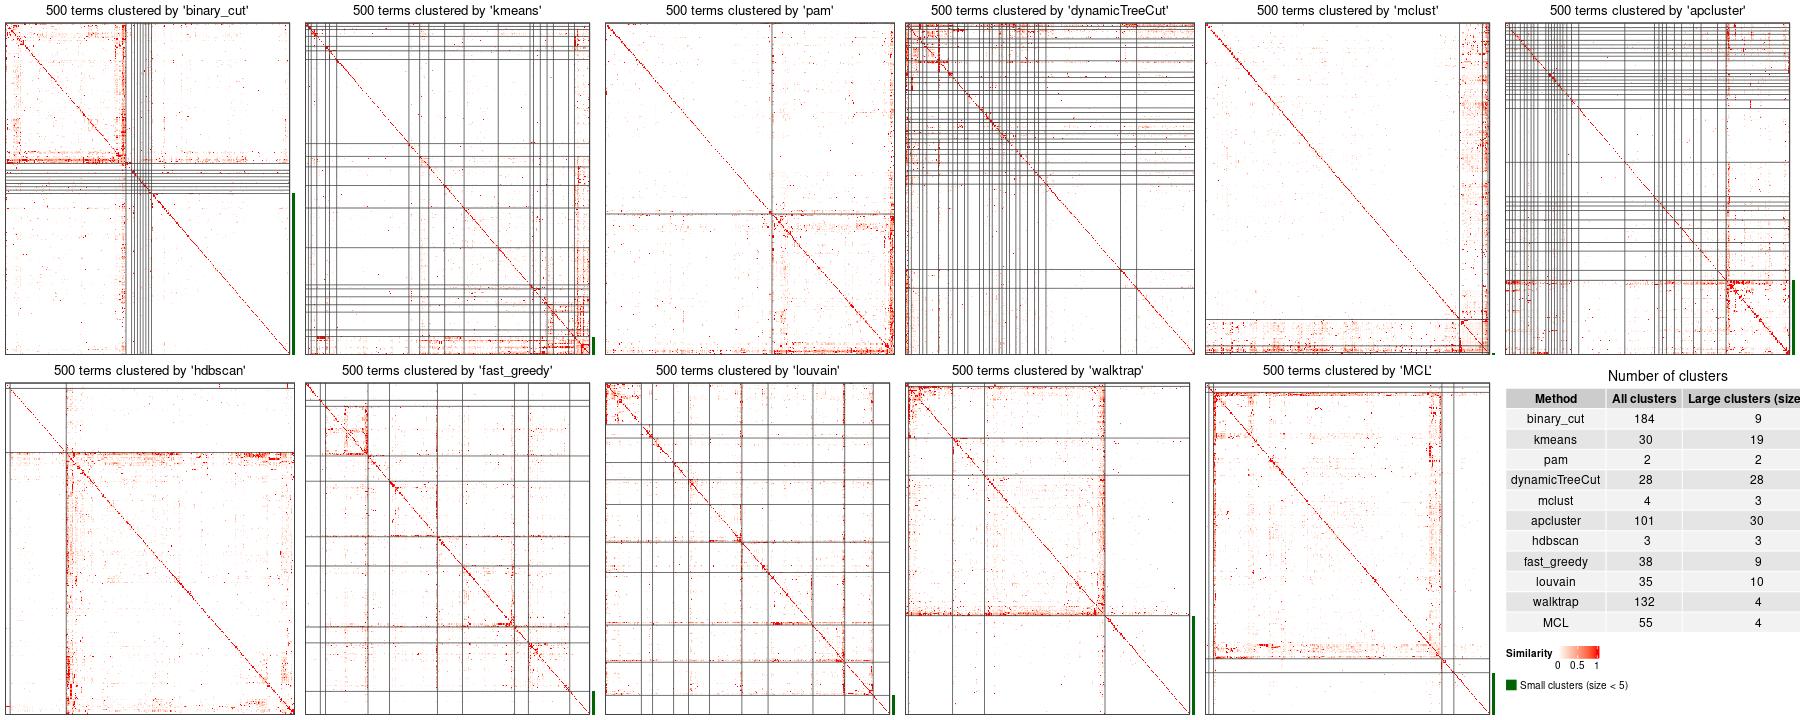 500 terms clustered by 'binary_cut'
500 terms clustered by 'kmeans'
500 terms clustered by 'pam'
500 terms clustered by 'dynamicTreeCut'
500 terms clustered by 'mclust'
500 terms clustered by 'apcluster'
500 terms clustered by 'hdbscan'
500 terms clustered by 'fast_greedy'
500 terms clustered by 'louvain'
500 terms clustered by 'walktrap'
500 terms clustered by 'MCL'
Number of clusters
Method All clusters Large clusters (size
binary_cut 184 9
kmeans 30 19
pam 2 2
dynamicTreeCut 28 28
mclust 4 3
apcluster 101 30
hdbscan 3 3
fast_greedy 38 9
louvain 35 10
walktrap 132 4
MCL 55 4
Similarity
0 0.5 1
Small clusters (size < 5)